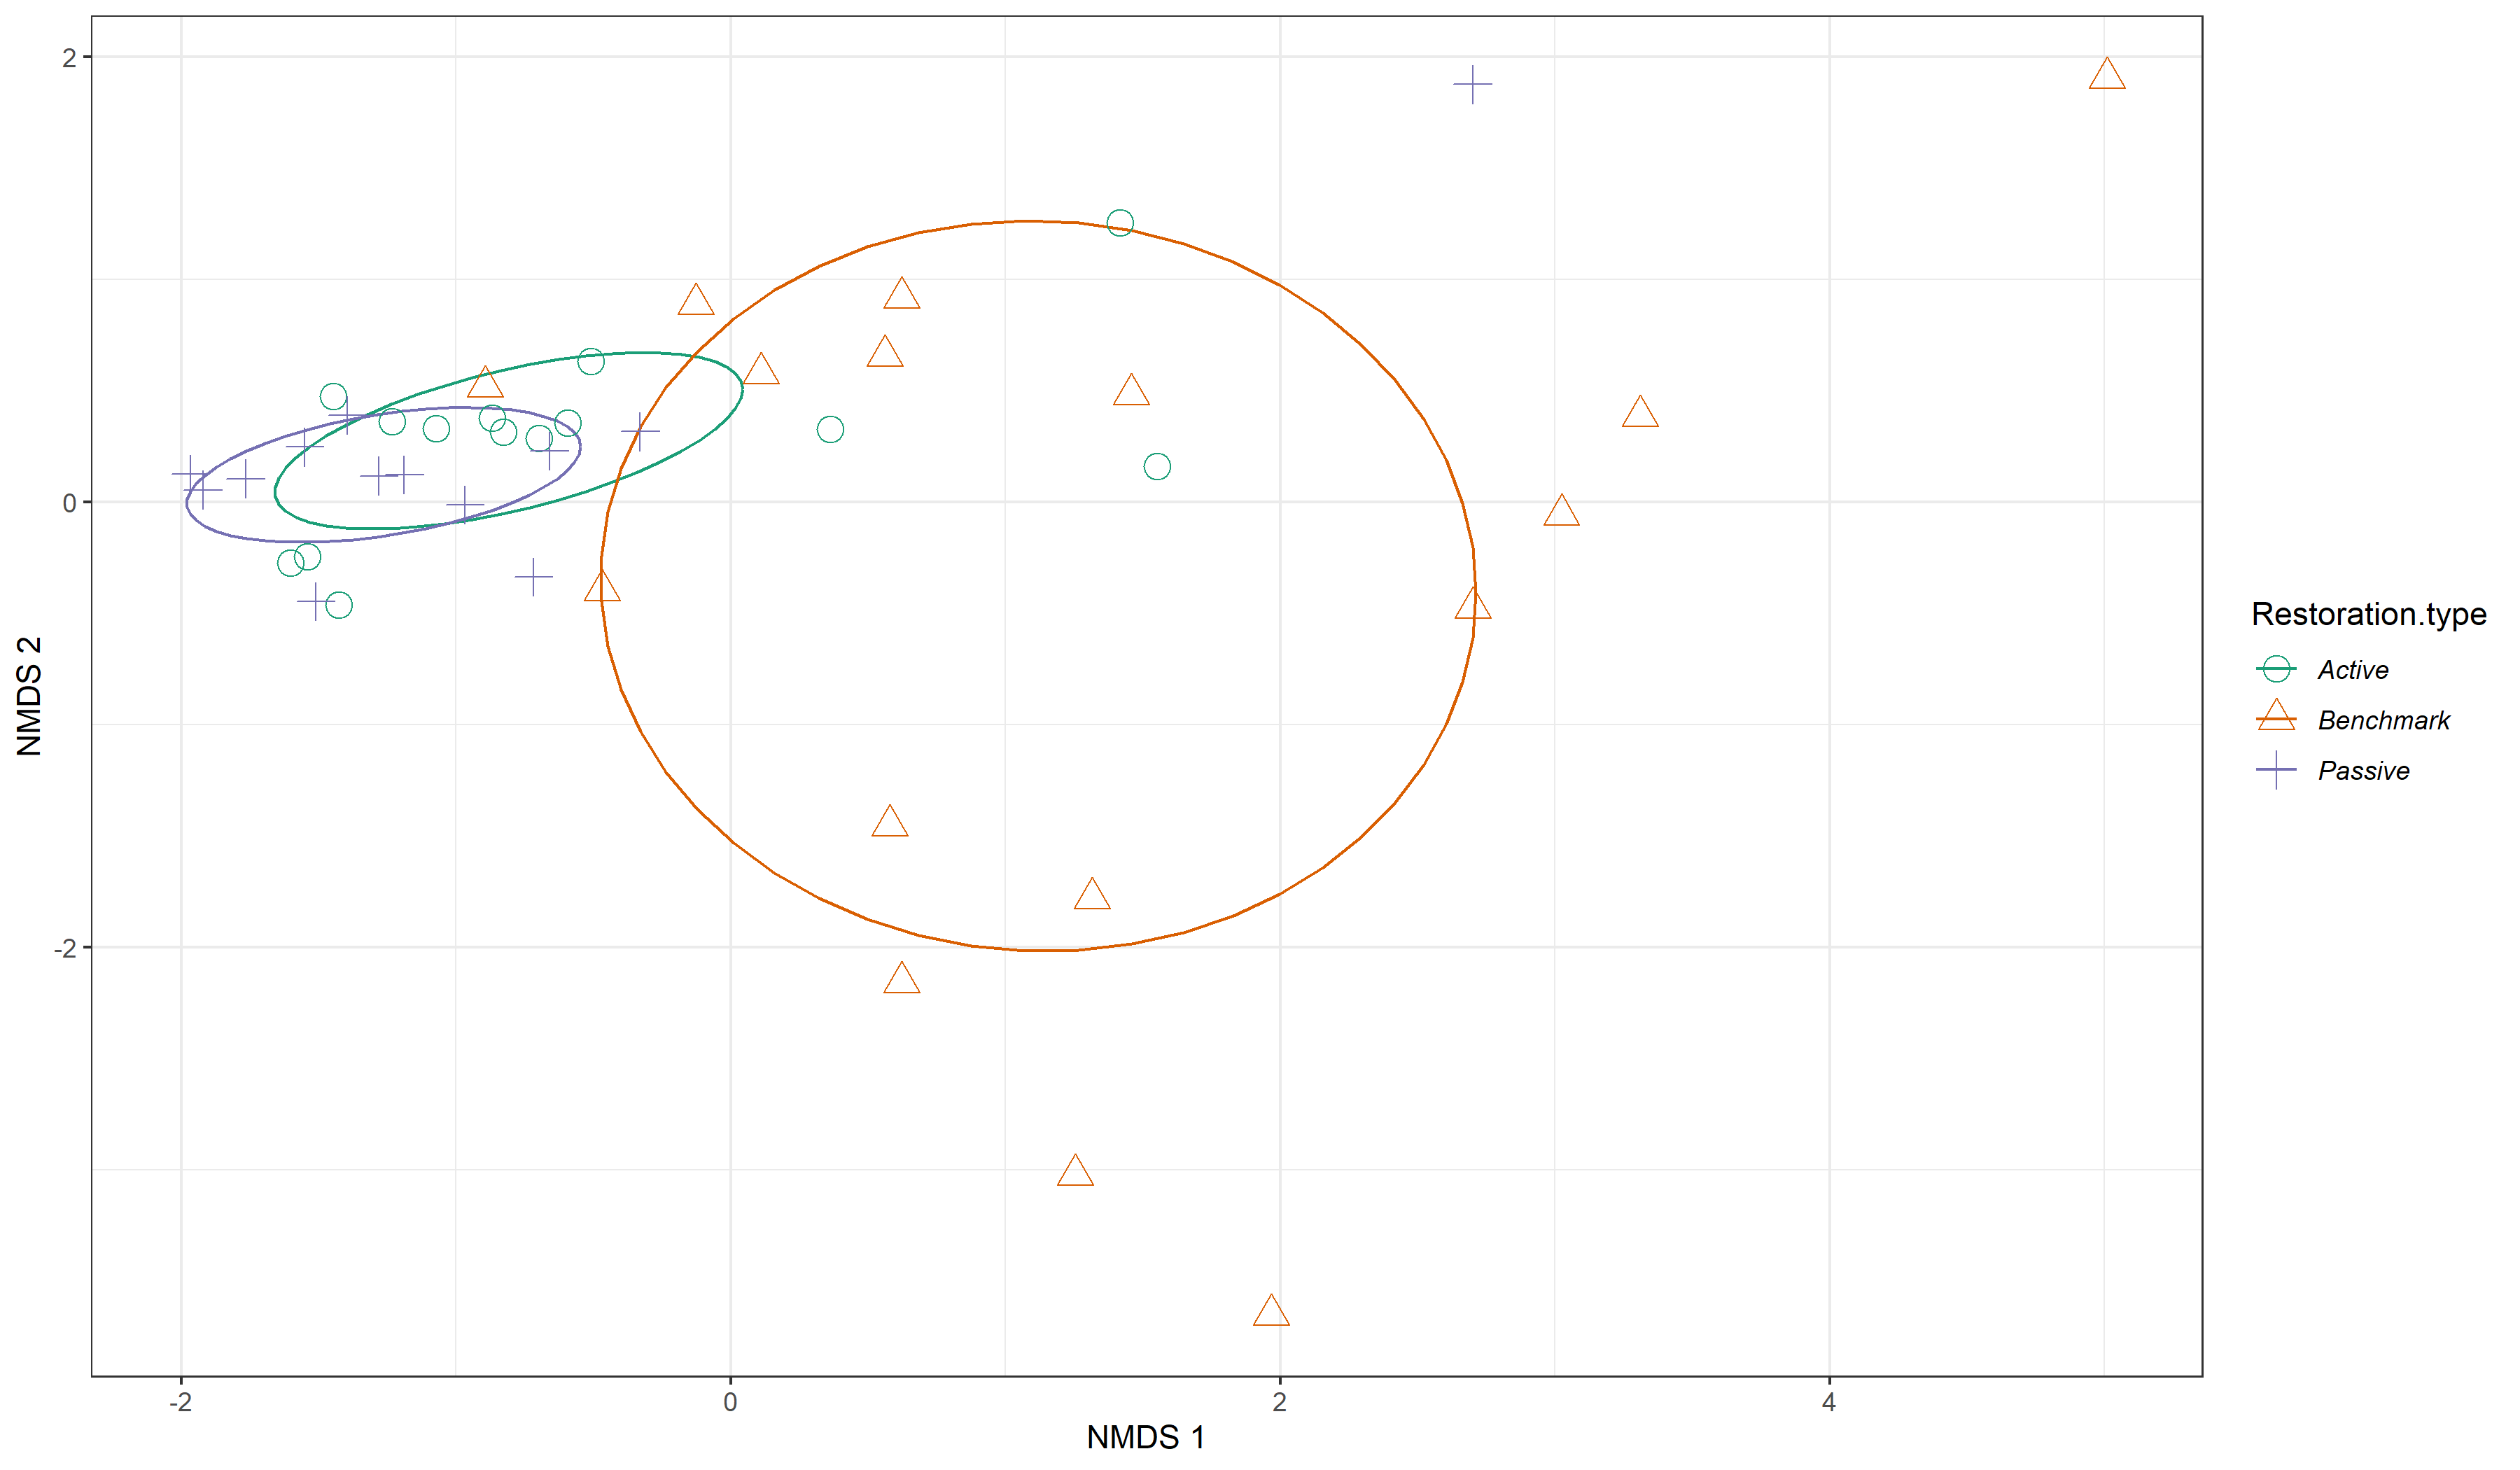 2
0
-2
NMDS 2
-2
0
2
4
NMDS 1
Restoration.type
Active
Benchmark
Passive